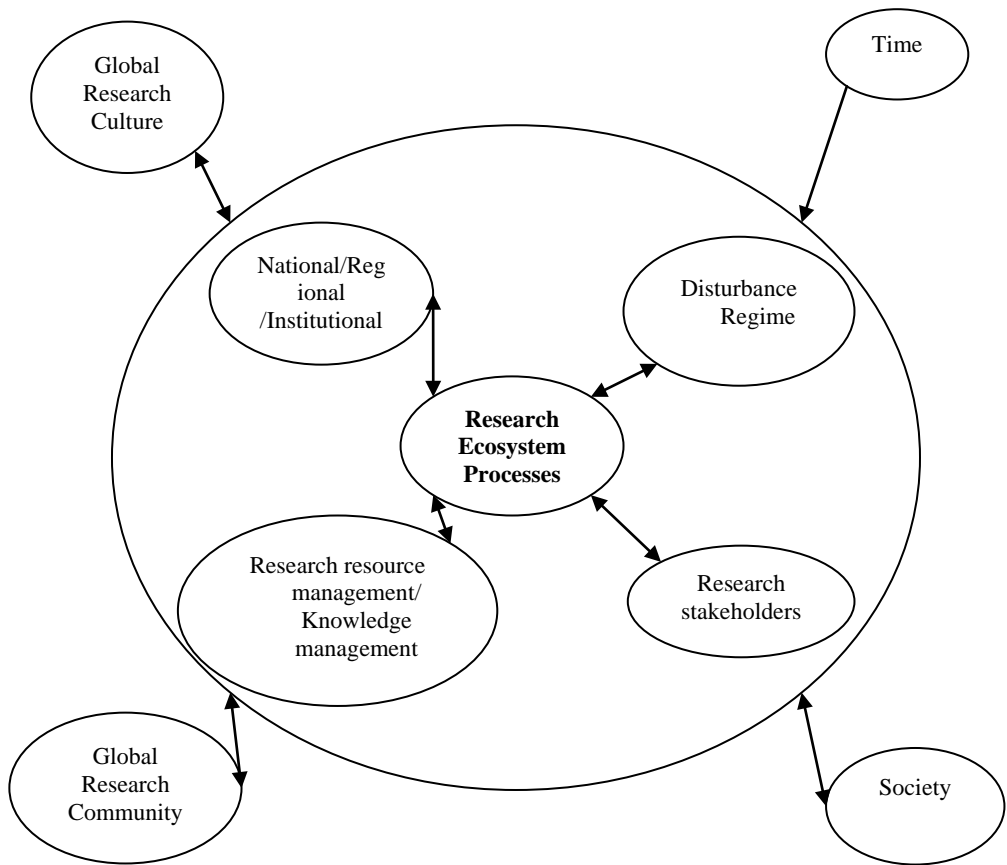 Global
Research
Culture
Time
National/Reg
ional
/Institutional
Disturbance
Regime
Research
Ecosystem
Processes
Research resource
management/
Knowledge
management
Research
stakeholders
Global
Research
Community
Society